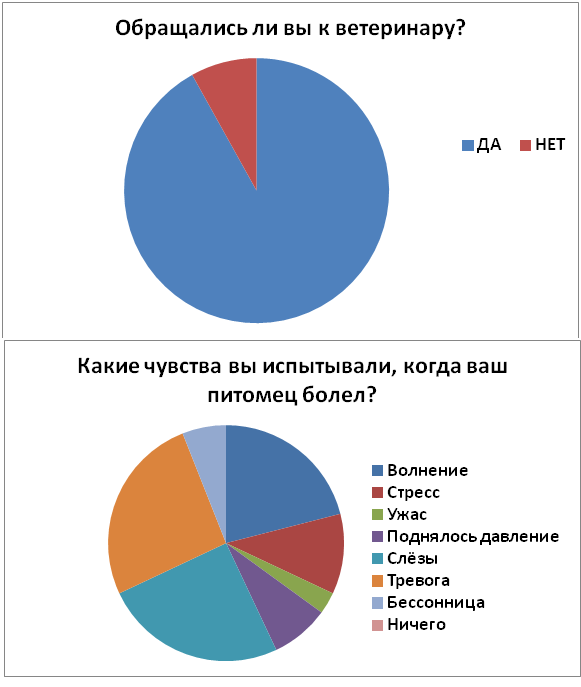 Обращались ли вы к ветеринару?
ДА
НЕТ
Какие чувства вы испытывали, когда ваш
питомец болел?
Волнение
Стресс
Ужас
Поднялось давление
Слёзы
Тревога
Бессонница
Ничего